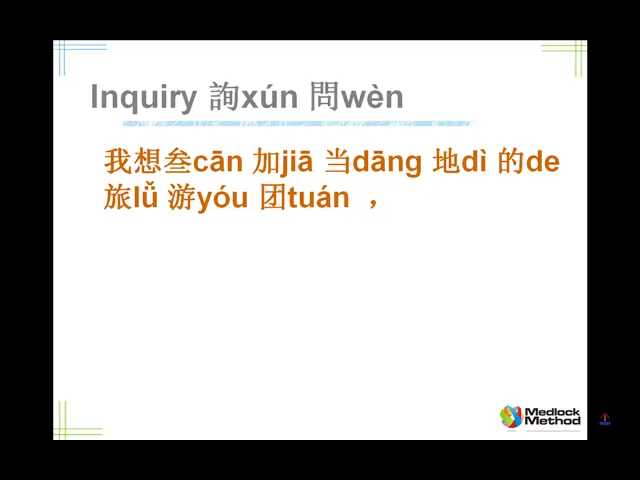 Inquiry 詢xún 問wèn
我想叁cān 加jiā 当dāng 地dì 的de
旅lǚ 游yóu 团tuán ，
Medlock
Method